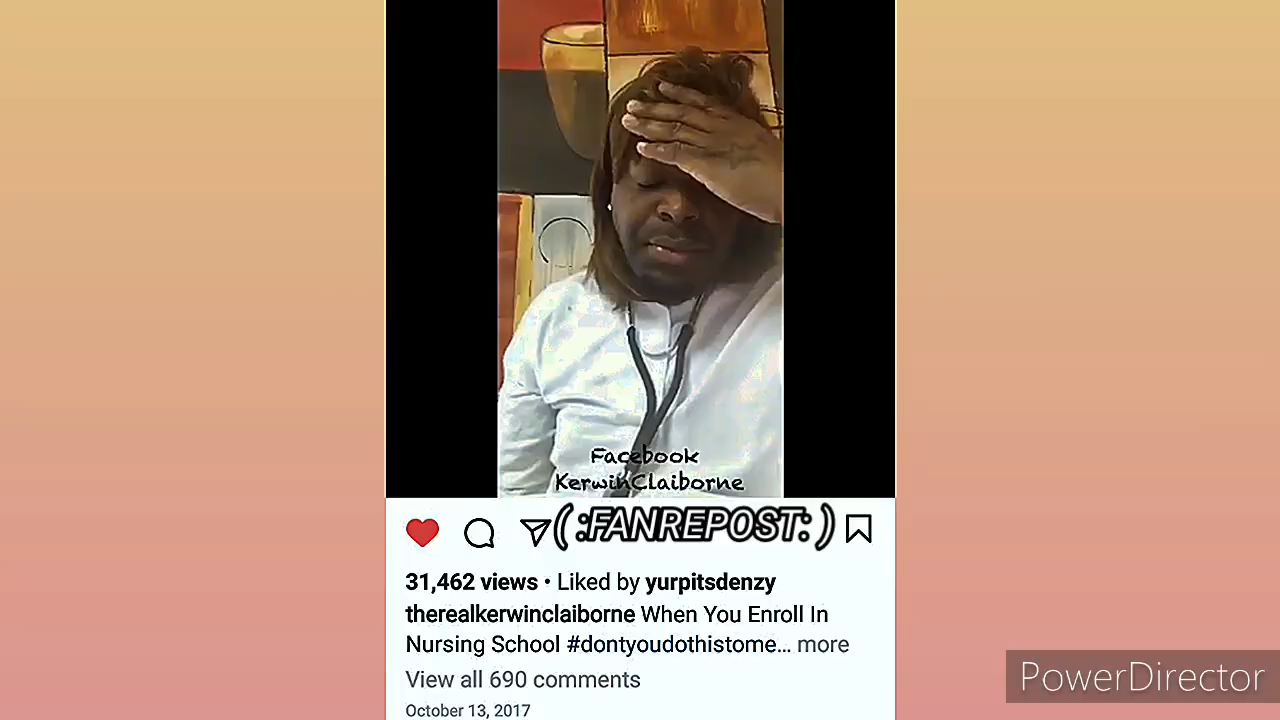 Facebook
KerwinClaiborne
( :FANREPOST: )
31,462 views • Liked by yurpitsdenzy
therealkerwinclaiborne When You Enroll In
Nursing School #dontyoudothistome... more
View all 690 comments
October 13, 2017
PowerDirector